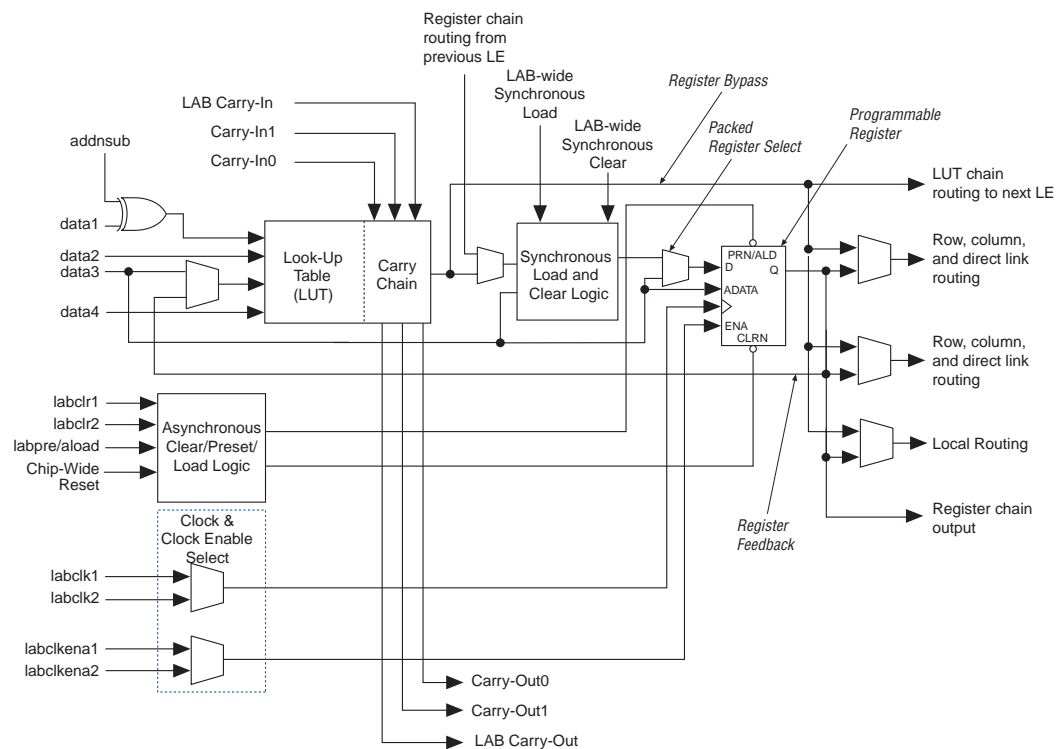 Register chain
routing from
previous LE
LAB-wide
Synchronous
Load
Register Bypass
Programmable
Register
LAB Carry-In
Packed
Register Select
LAB-wide
Synchronous
Clear
Carry-In1
addnsub
Carry-In0
LUT chain
routing to next LE
data1
data2
data3
data4
Look-Up
Table
(LUT)
Carry
Chain
Synchronous
Load and
Clear Logic
PRN/ALD
D
Q
ADATA
ENA
CLRN
Row, column,
and direct link
routing
Row, column,
and direct link
routing
labclr1
labclr2
labpre/aload
Chip-Wide
Reset
Asynchronous
Clear/Preset/
Load Logic
Local Routing
Register chain
output
Register
Feedback
Clock &
Clock Enable
Select
labclk1
labclk2
labclkena1
labclkena2
Carry-Out0
Carry-Out1
LAB Carry-Out